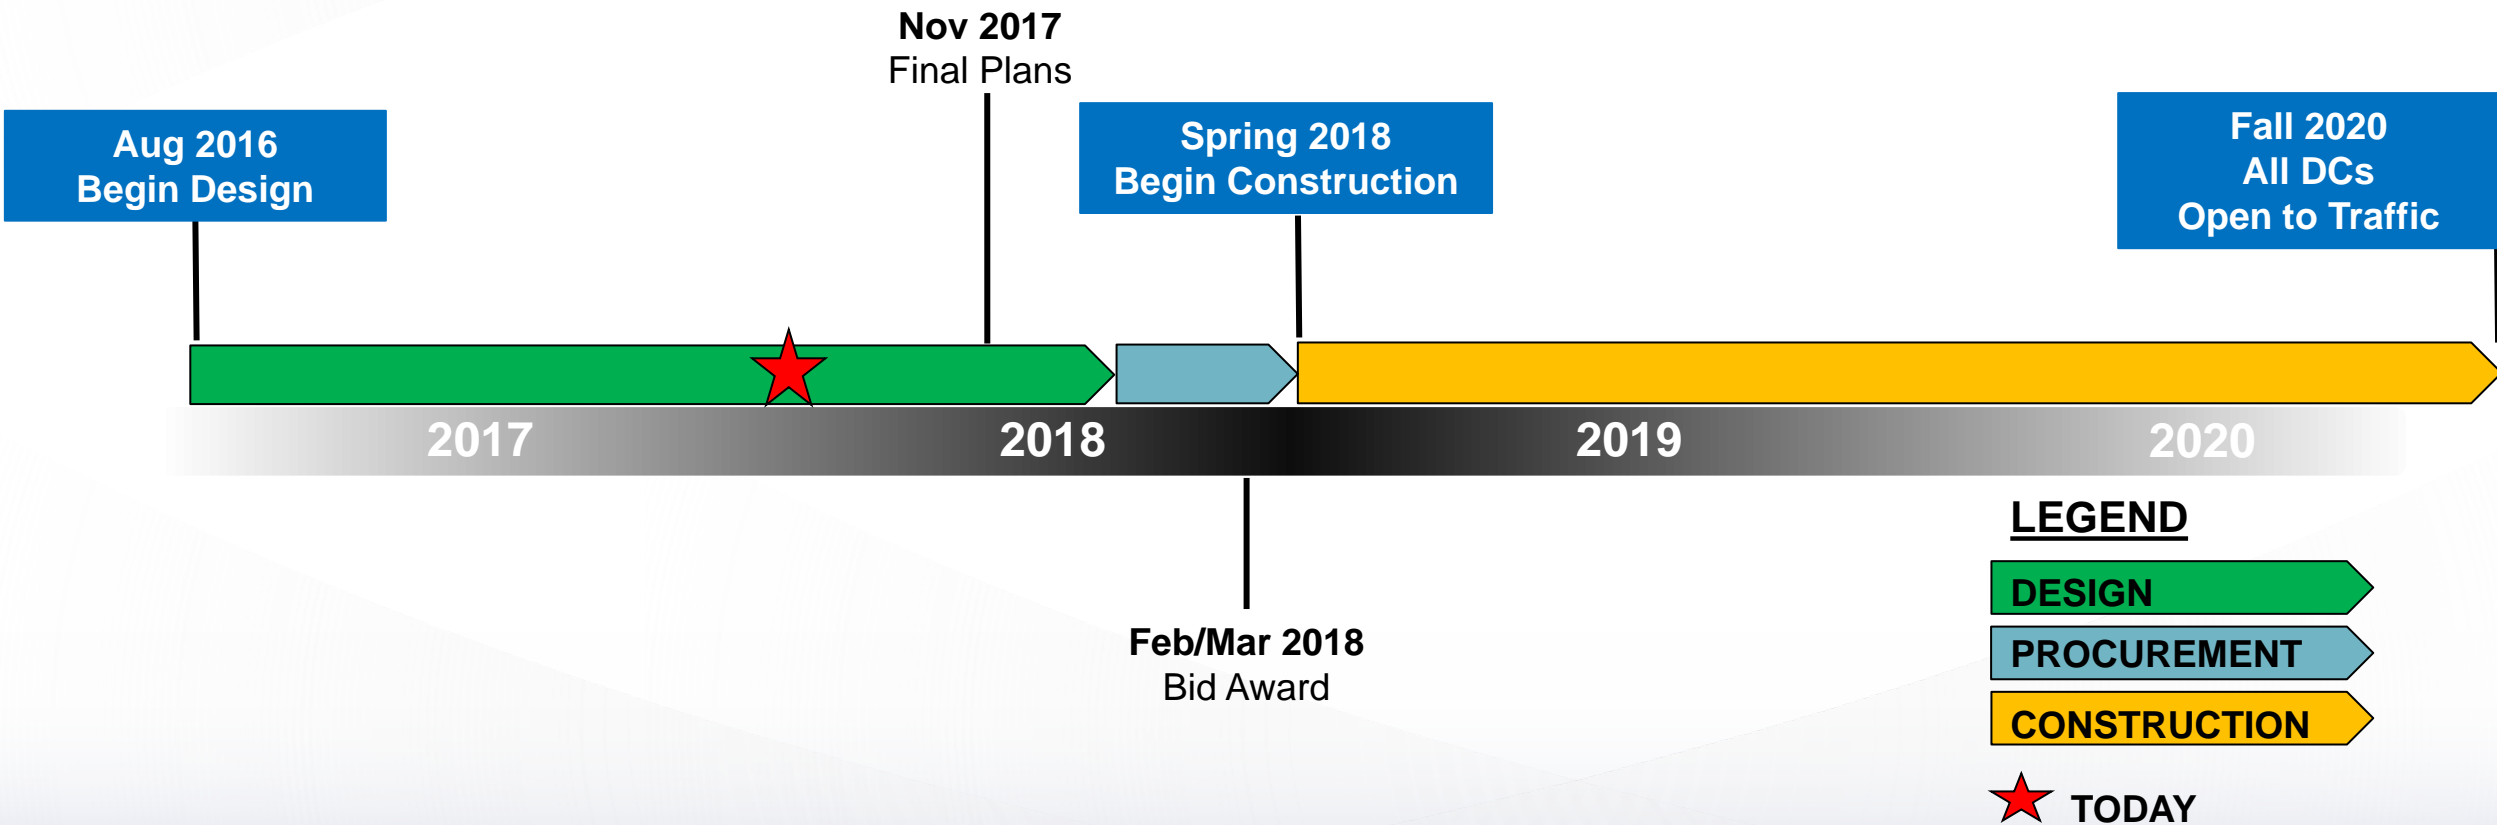 Nov 2017
Final Plans
Aug 2016
Begin Design
Spring 2018
Begin Construction
Fall 2020
All DCs
Open to Traffic
2017
2018
2019
2020
Feb/Mar 2018
Bid Award
LEGEND
DESIGN
PROCUREMENT
CONSTRUCTION
TODAY